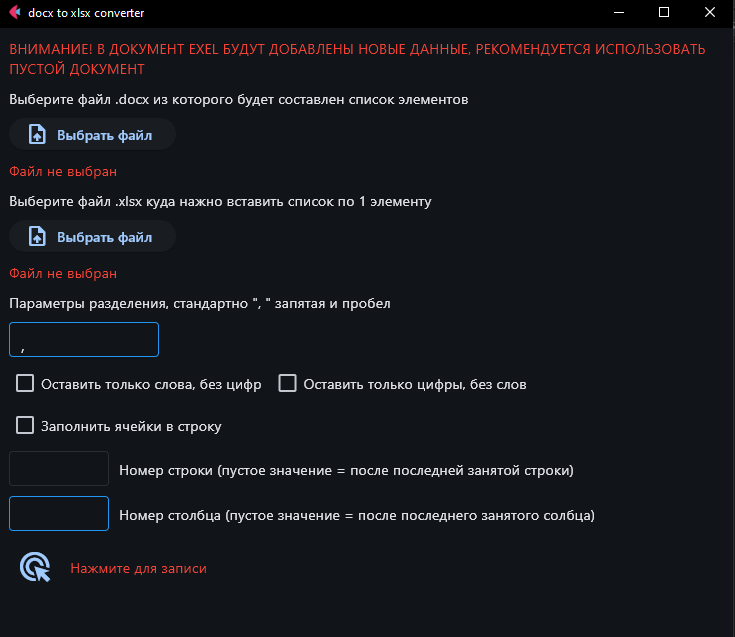 docx to xlsx converter
ВНИМАНИЕ! В ДОКУМЕНТ EXEL БУДУТ ДОБАВЛЕНЫ НОВЫЕ ДАННЫЕ, РЕКОМЕНДУЕТСЯ ИСПОЛЬЗОВАТЬ
ПУСТОЙ ДОКУМЕНТ
Выберите файл .docx из которого будет составлен список элементов
Выбрать файл
Файл не выбран
Выберите файл .xlsx куда нажно вставить список по 1 элементу
Выбрать файл
Файл не выбран
Параметры разделения, стандартно ", " запятая и пробел
,
Оставить только слова, без цифр Оставить только цифры, без слов
Заполнить ячейки в строку
Номер строки (пустое значение = после последней занятой строки)
Номер столбца (пустое значение = после последнего занятого солбца)
Нажмите для записи